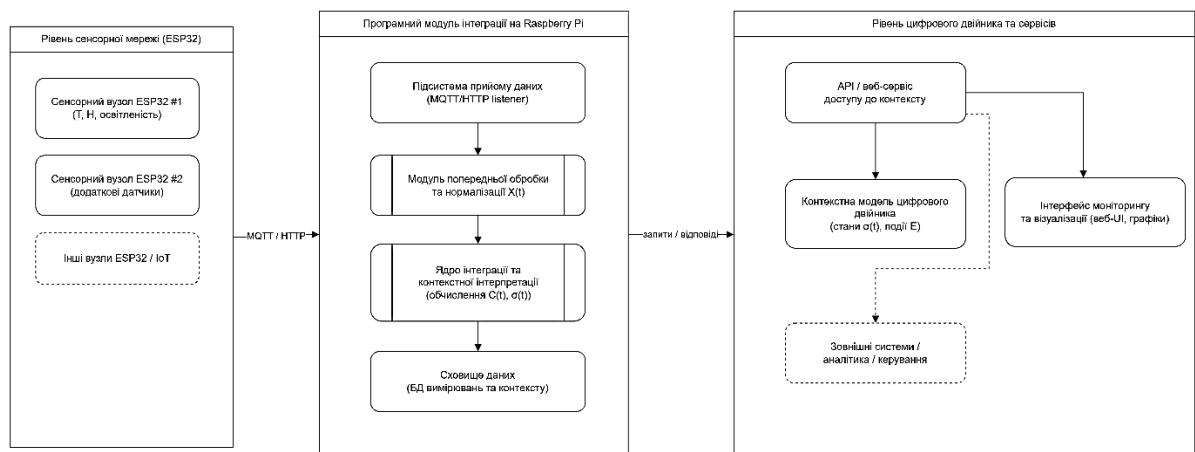 Рівень сенсорної мережі (ESP32)
Сенсорний вузол ESP32 #1
(T, H, освітленість)
Сенсорний вузол ESP32 #2
(додаткові датчики)
Інші вузли ESP32 / IoT
MQTT / HTTP
Програмний модуль інтеграції на Raspberry Pi
Підсистема прийому даних
(MQTT/HTTP listener)
Модуль попередньої обробки
та нормалізації X(t)
Ядро інтеграції та
контекстної інтерпретації
(обчислення C(t), σ(t))
Сховище даних
(БД вимірювань та контексту)
запити / відповіді
Рівень цифрового двійника та сервісів
API / веб-сервіс
доступу до контексту
Контекстна модель цифрового
двійника
(стани σ(t), події E)
Інтерфейс моніторингу
та візуалізації (веб-UI, графіки)
Зовнішні системи /
аналітика / керування